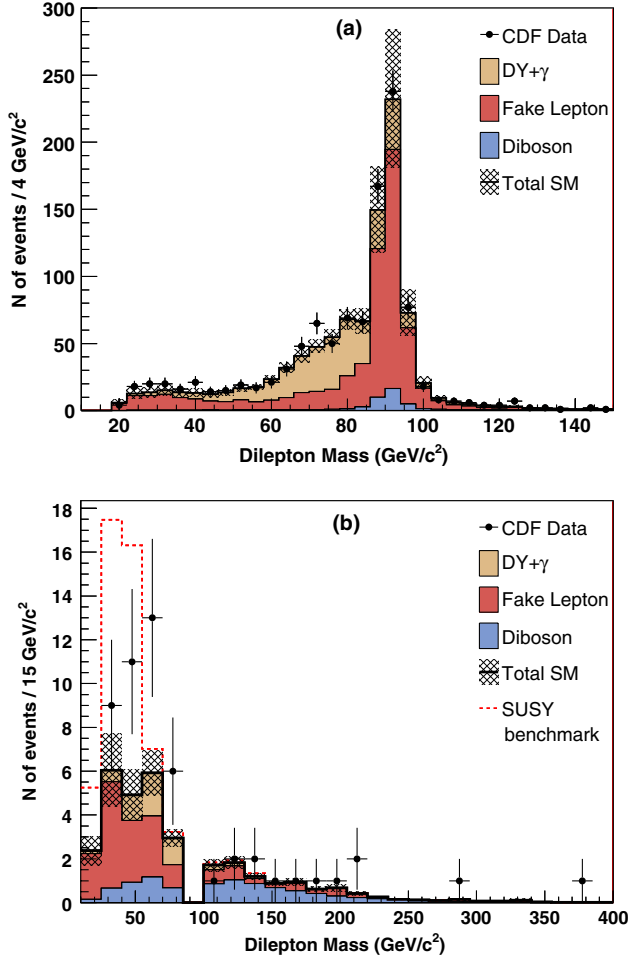 (a)
CDF Data
DY+γ
Fake Lepton
Diboson
Total SM
N of events / 4 GeV/c²
300
250
200
150
100
50
0
20 40 60 80 100 120 140
Dilepton Mass (GeV/c²)
(b)
CDF Data
DY+γ
Fake Lepton
Diboson
Total SM
SUSY
benchmark
N of events / 15 GeV/c²
18
16
14
12
10
8
6
4
2
0
50 100 150 200 250 300 350 400
Dilepton Mass (GeV/c²)